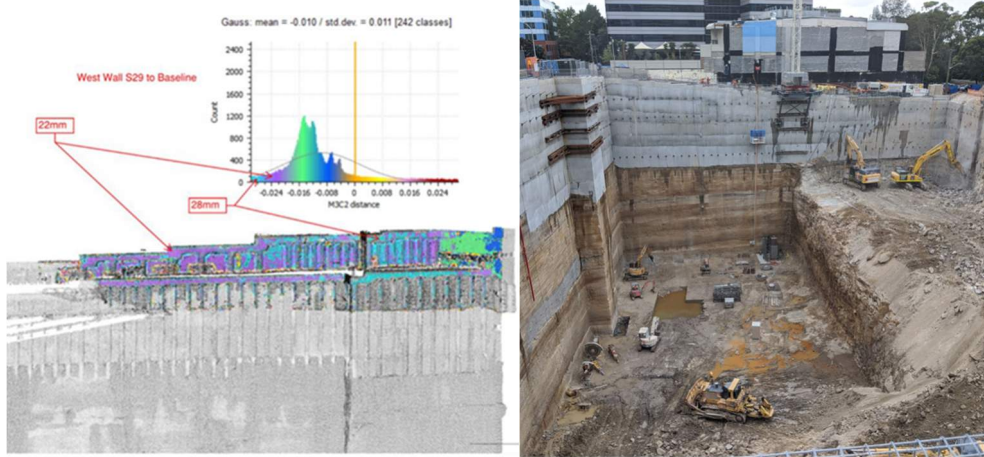 Gauss: mean = -0.010 / std.dev. = 0.011 [242 classes]
West Wall S29 to Baseline
22mm
28mm
Count
2400
2000
1600
1200
800
400
0
-0.024 -0.016 -0.008 0 0.008 0.016 0.024
M3C2 distance